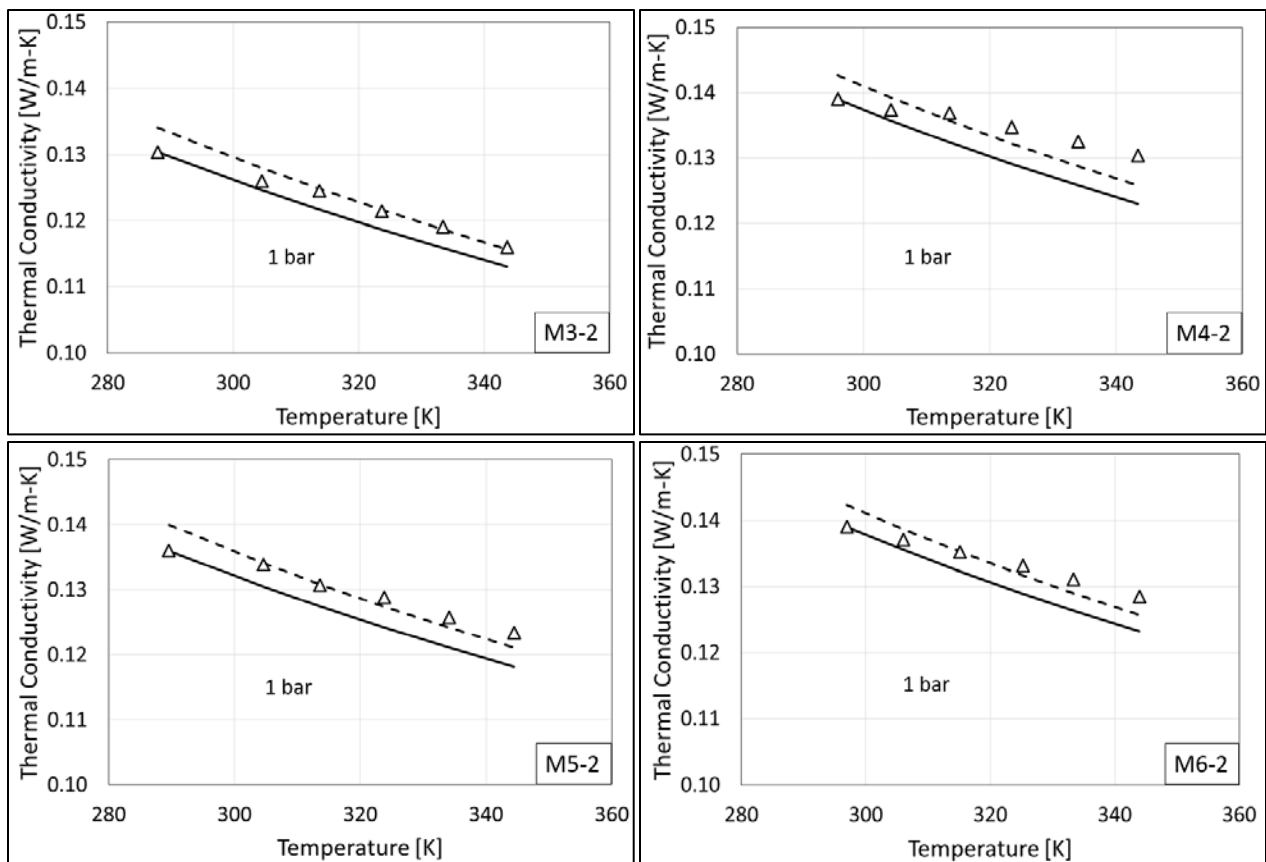 Thermal Conductivity [W/m-K]
0.15
0.14
0.13
0.12
0.11
0.10
1 bar
M3-2
280 300 320 340 360
Temperature [K]
Thermal Conductivity [W/m-K]
0.15
0.14
0.13
0.12
0.11
0.10
1 bar
M4-2
280 300 320 340 360
Temperature [K]
Thermal Conductivity [W/m-K]
0.15
0.14
0.13
0.12
0.11
0.10
1 bar
M5-2
280 300 320 340 360
Temperature [K]
Thermal Conductivity [W/m-K]
0.15
0.14
0.13
0.12
0.11
0.10
1 bar
M6-2
280 300 320 340 360
Temperature [K]